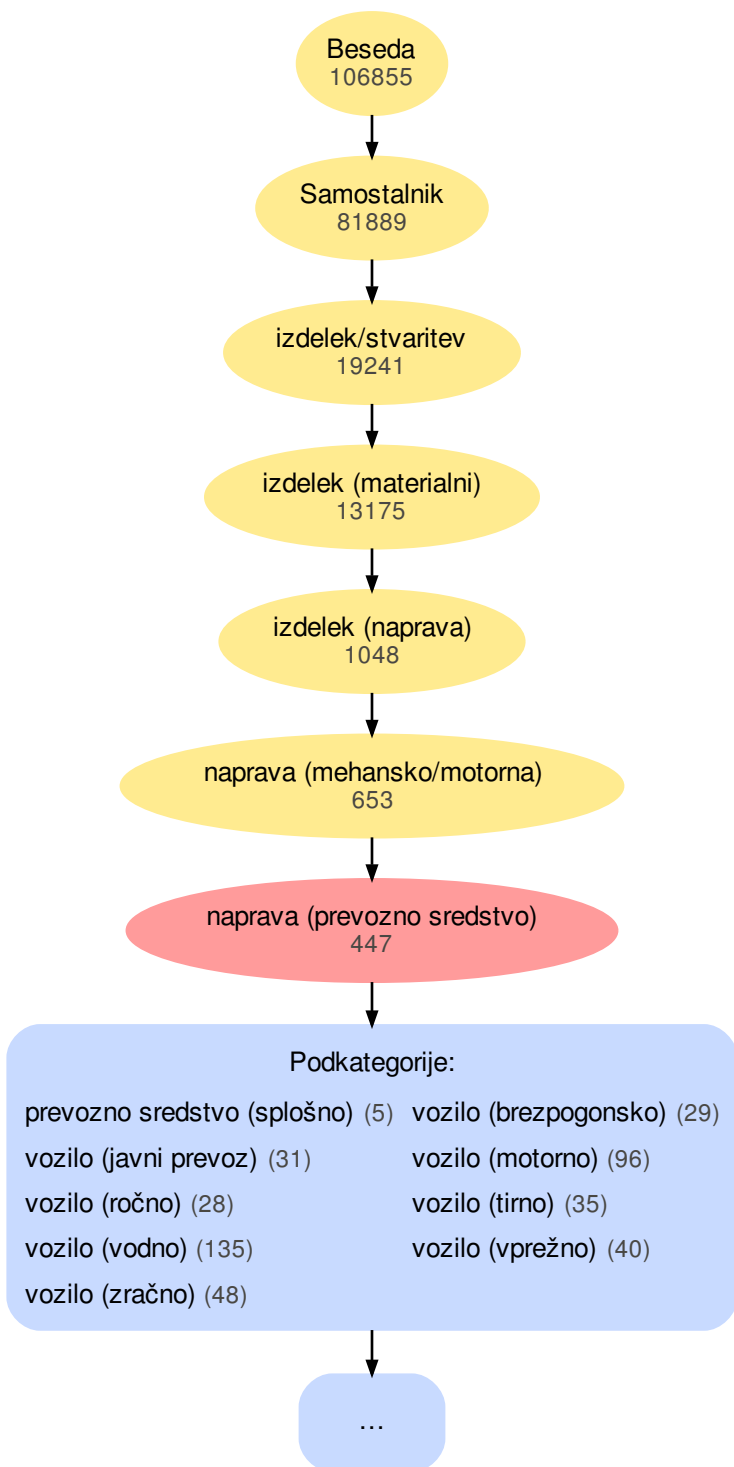 Beseda
106855
Samostalnik
81889
izdelek/stvaritev
19241
izdelek (materialni)
13175
izdelek (naprava)
1048
naprava (mehansko/motorna)
653
naprava (prevozno sredstvo)
447
Podkategorije:
prevozno sredstvo (splošno) (5) vozilo (brezpogonsko) (29)
vozilo (javni prevoz) (31) vozilo (motorno) (96)
vozilo (ročno) (28) vozilo (tirno) (35)
vozilo (vodno) (135) vozilo (vprežno) (40)
vozilo (zračno) (48)
...